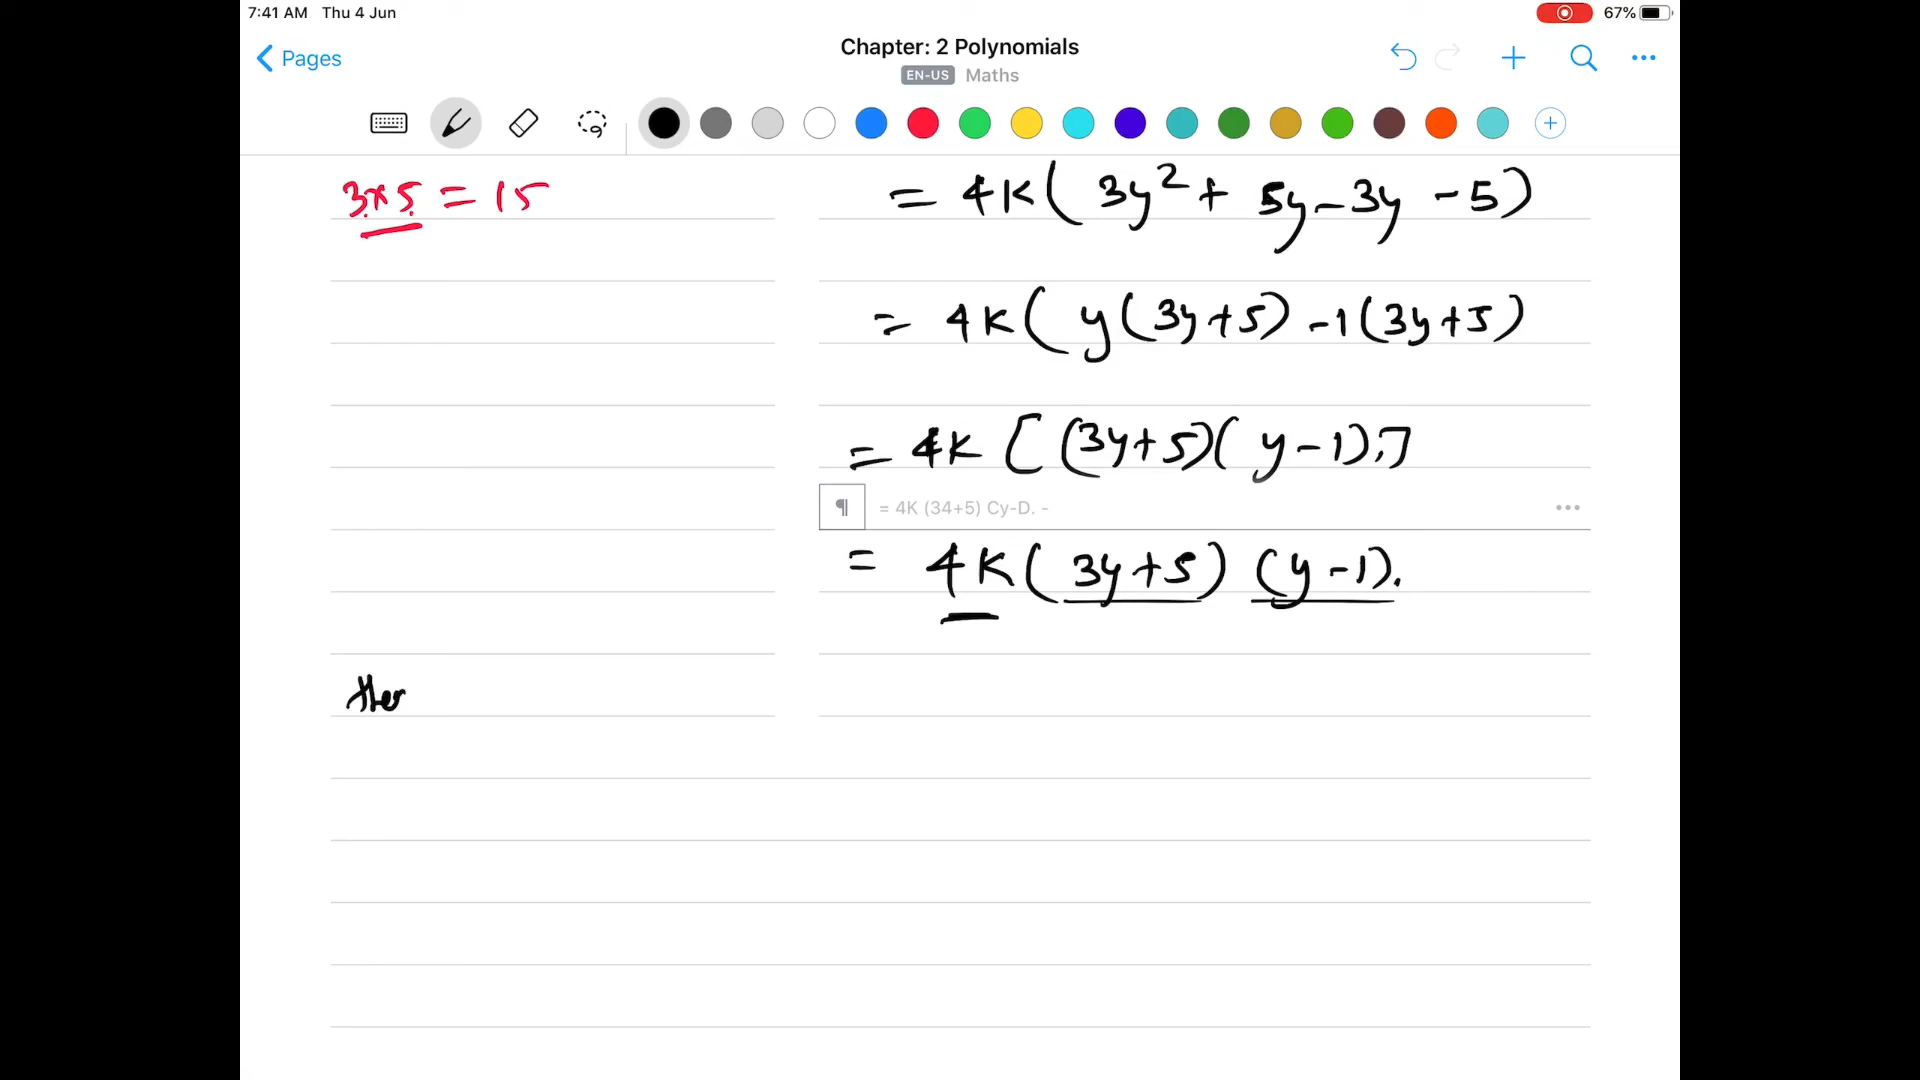 7:41 AM Thu 4 Jun
67%
Pages
Chapter: 2 Polynomials
EN-US Maths
3×5 = 15
= 4K( 3y² + 5y - 3y - 5)
= 4K( y(3y+5) -1(3y+5)
= 4K [(3y+5)( y-1).]
= 4K (34+5) Cy-D. -
= 4K( 3y+5) (y-1).
Her